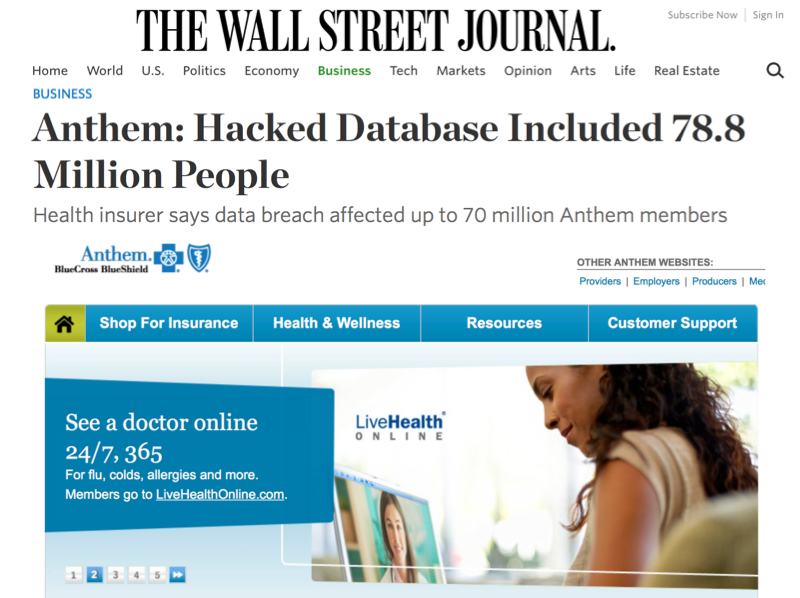 Subscribe Now | Sign In
THE WALL STREET JOURNAL.
Home World U.S. Politics Economy Business Tech Markets Opinion Arts Life Real Estate
BUSINESS
Anthem: Hacked Database Included 78.8
Million People
Health insurer says data breach affected up to 70 million Anthem members
Anthem.
BlueCross BlueShield
OTHER ANTHEM WEBSITES:
Providers | Employers | Producers |
Shop For Insurance Health & Wellness Resources Customer Support
See a doctor online
24/7, 365
For flu, colds, allergies and more.
Members go to LiveHealthOnline.com.
LiveHealth®
ONLINE
1 2 3 4 5